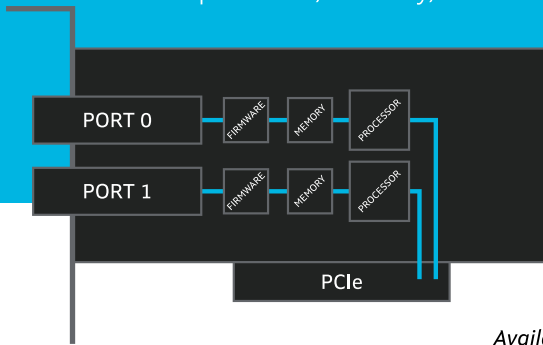 PORT 0
FIRMWARE
MEMORY
PROCESSOR
PORT 1
FIRMWARE
MEMORY
PROCESSOR
PCIe